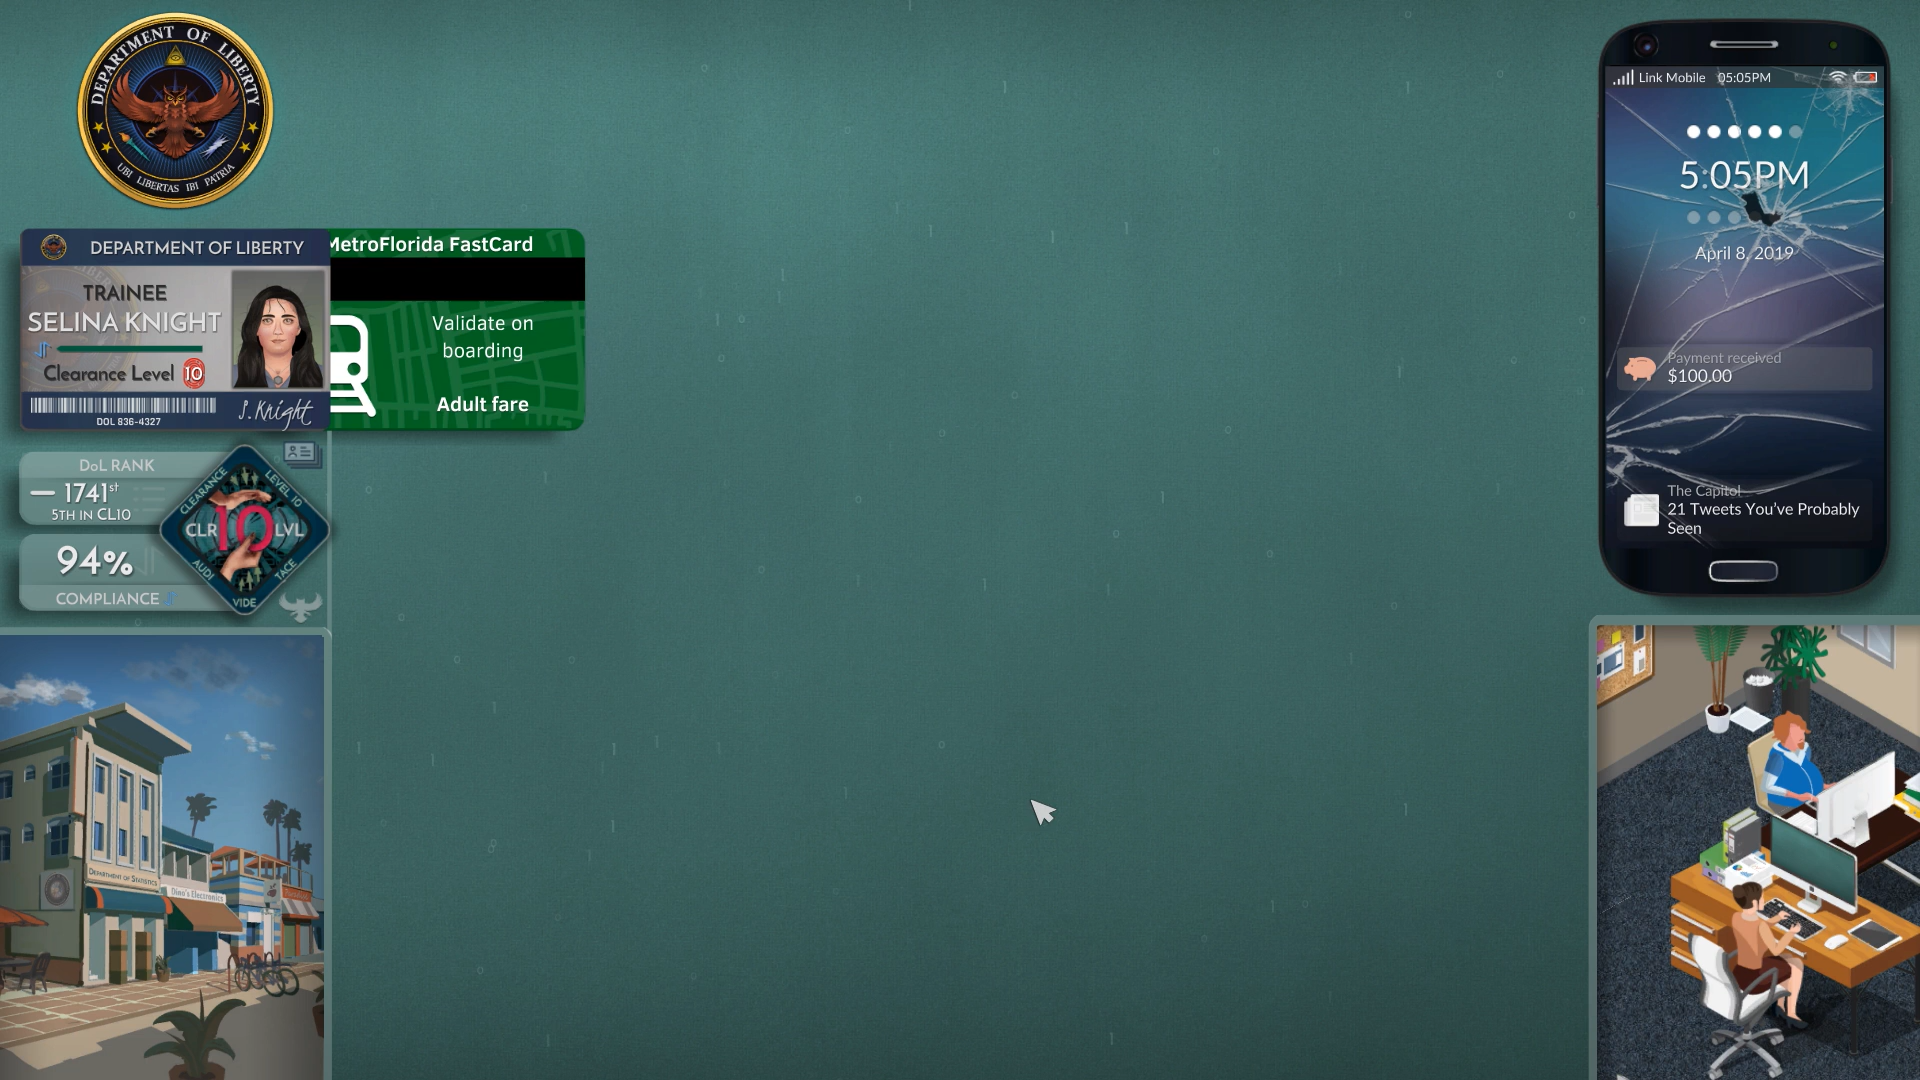 DEPARTMENT OF LIBERTY
UBI LIBERTAS IBI PATRIA
DEPARTMENT OF LIBERTY
TRAINEE
SELINA KNIGHT
Clearance Level 10
DOL 836-4327
S. Knight
MetroFlorida FastCard
Validate on
boarding
Adult fare
DoL RANK
1741st
5TH IN CL10
94%
COMPLIANCE
CLEARANCE
LEVEL 10
CLR 10 LVL
AUDI
VIDE
TACE
DEPARTMENT OF STATISTICS
Dino's Electronics
Link Mobile 05:05PM
5:05PM
April 8, 2019
Payment received
$100.00
The Capitol
21 Tweets You've Probably
Seen